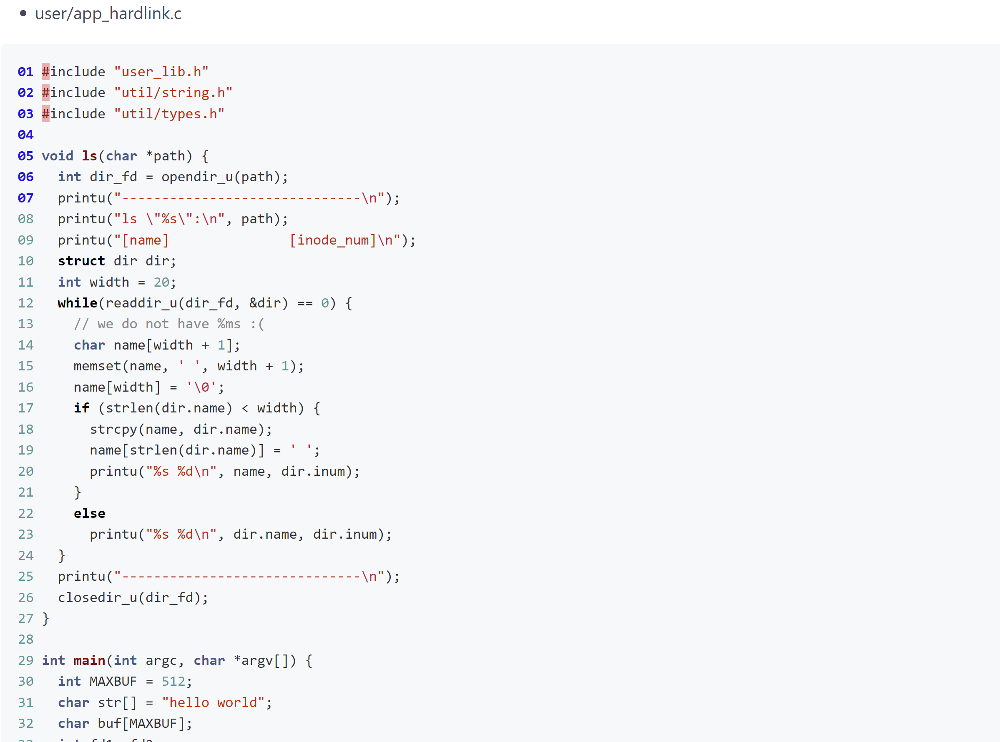 • user/app_hardlink.c
01 #include "user_lib.h"
02 #include "util/string.h"
03 #include "util/types.h"
04
05 void ls(char *path) {
06   int dir_fd = opendir_u(path);
07   printu("------------------------------\n");
08   printu("ls \"%s\":\n", path);
09   printu("[name]               [inode_num]\n");
10   struct dir dir;
11   int width = 20;
12   while(readdir_u(dir_fd, &dir) == 0) {
13     // we do not have %ms :(
14     char name[width + 1];
15     memset(name, ' ', width + 1);
16     name[width] = '\0';
17     if (strlen(dir.name) < width) {
18       strcpy(name, dir.name);
19       name[strlen(dir.name)] = ' ';
20       printu("%s %d\n", name, dir.inum);
21     }
22     else
23       printu("%s %d\n", dir.name, dir.inum);
24   }
25   printu("------------------------------\n");
26   closedir_u(dir_fd);
27 }
28
29 int main(int argc, char *argv[]) {
30   int MAXBUF = 512;
31   char str[] = "hello world";
32   char buf[MAXBUF];